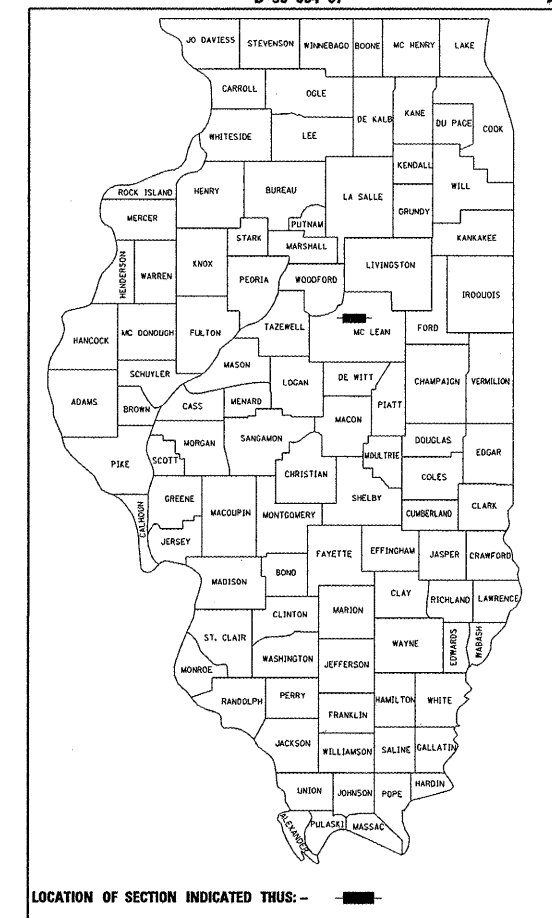 JO DAVIESS STEVENSON WINNEBAGO BOONE MC HENRY LAKE
CARROLL OGLE
DE KALB KANE DU PAGE COOK
WHITESIDE LEE
KENDALL
ROCK ISLAND HENRY BUREAU LA SALLE GRUNDY WILL
MERCER PUTNAM
STARK MARSHALL KANKAKEE
HENDERSON WARREN KNOX LIVINGSTON
PEORIA WOODFORD IROQUOIS
HANCOCK MC DONOUGH FULTON TAZEWELL MC LEAN FORD
SCHUYLER MASON
ADAMS BROWN CASS MENARD LOGAN DE WITT CHAMPAIGN VERMILION
MACON PIATT
PIKE SCOTT MORGAN SANGAMON MOULTRIE DOUGLAS EDGAR
CHRISTIAN COLES
CALHOUN GREENE MACOUPIN MONTGOMERY SHELBY CUMBERLAND CLARK
JERSEY FAYETTE EFFINGHAM JASPER CRAWFORD
MADISON BOND
CLINTON MARION CLAY RICHLAND LAWRENCE
ST. CLAIR WAYNE EDWARDS WABASH
MONROE WASHINGTON JEFFERSON
RANDOLPH PERRY HAMILTON WHITE
FRANKLIN
JACKSON WILLIAMSON SALINE GALLATIN
UNION JOHNSON POPE HARDIN
ALEXANDER PULASKI MASSAC
LOCATION OF SECTION INDICATED THUS: -